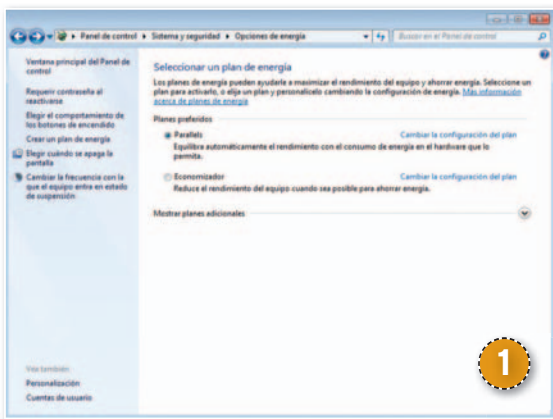 Panel de control ▸ Sistema y seguridad ▸ Opciones de energía
Buscar en el Panel de control
Ventana principal del Panel de
control
Requerir contraseña al
reactivarse
Elegir el comportamiento de
los botones de encendido
Crear un plan de energía
Elegir cuándo se apaga la
pantalla
Cambiar la frecuencia con la
que el equipo entra en estado
de suspensión
Vea también
Personalización
Cuentas de usuario
Seleccionar un plan de energía
Los planes de energía pueden ayudarle a maximizar el rendimiento del equipo y ahorrar energía. Seleccione un
plan para activarlo, o elija un plan y personalícelo cambiando la configuración de energía. Más información
acerca de planes de energía
Planes preferidos
Parallels Cambiar la configuración del plan
Equilibra automáticamente el rendimiento con el consumo de energía en el hardware que lo
permita.
Economizador Cambiar la configuración del plan
Reduce el rendimiento del equipo cuando sea posible para ahorrar energía.
Mostrar planes adicionales
1